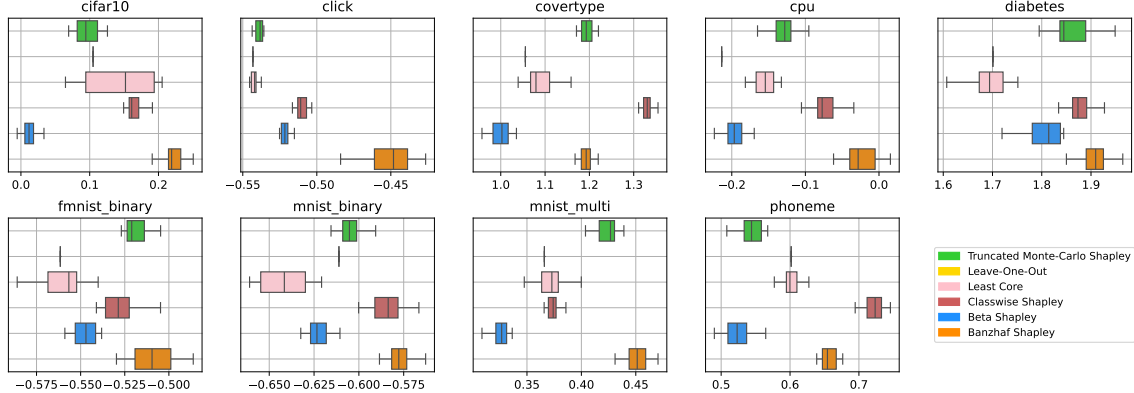 cifar10
click
covertype
cpu
diabetes
0.0 0.1 0.2
−0.55 −0.50 −0.45
1.0 1.1 1.2 1.3
−0.2 0.0
1.6 1.7 1.8 1.9
fmnist_binary
mnist_binary
mnist_multi
phoneme
−0.575 −0.550 −0.525 −0.500
−0.650 −0.625 −0.600 −0.575
0.35 0.40 0.45
0.5 0.6 0.7
Truncated Monte-Carlo Shapley
Leave-One-Out
Least Core
Classwise Shapley
Beta Shapley
Banzhaf Shapley